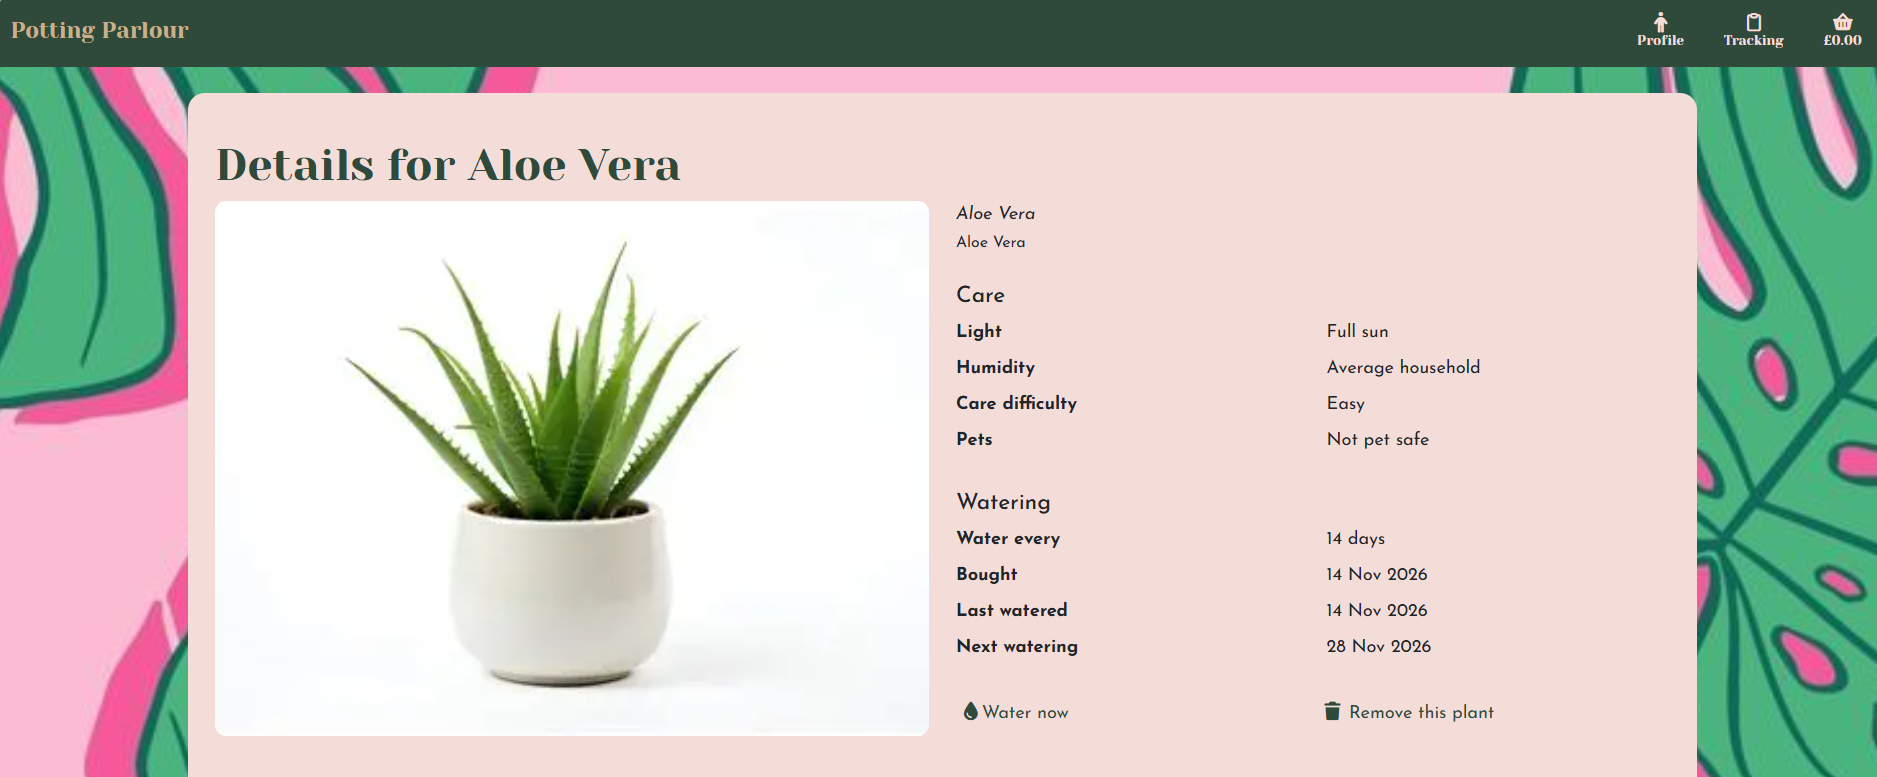 Potting Parlour
Profile
Tracking
£0.00
Details for Aloe Vera
Aloe Vera
Aloe Vera
Care
Light Full sun
Humidity Average household
Care difficulty Easy
Pets Not pet safe
Watering
Water every 14 days
Bought 14 Nov 2026
Last watered 14 Nov 2026
Next watering 28 Nov 2026
Water now Remove this plant